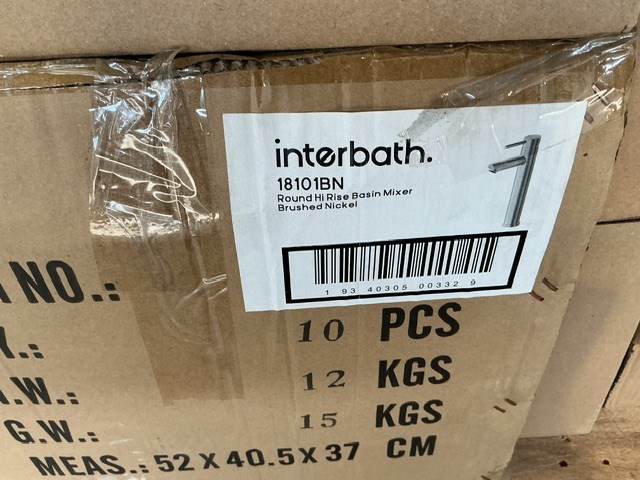 interbath.
18101BN
Round Hi Rise Basin Mixer
Brushed Nickel
1 93 40305 00332 9
NO.:
10 PCS
.W.: 12 KGS
G.W.: 15 KGS
MEAS.: 52 X 40.5 X 37 CM